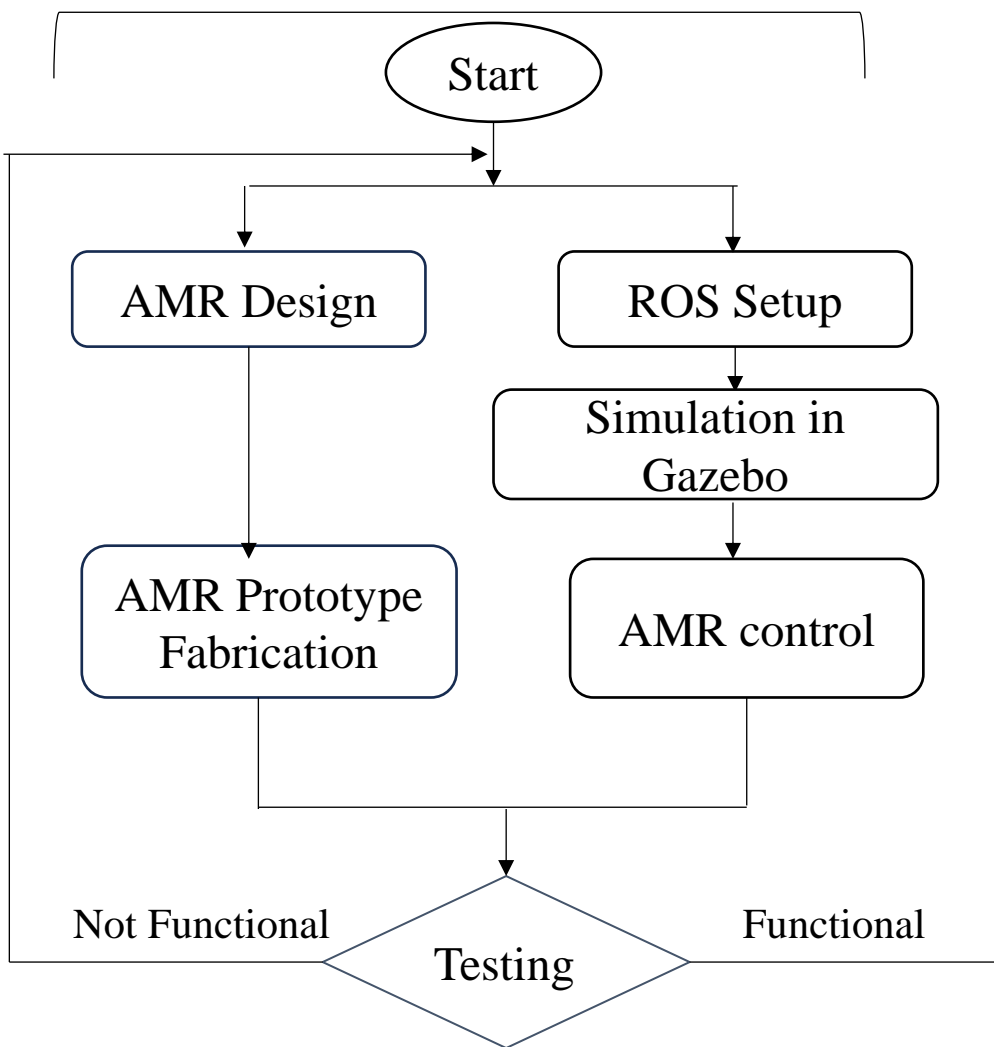 Start
AMR Design
ROS Setup
Simulation in
Gazebo
AMR Prototype
Fabrication
AMR control
Not Functional
Functional
Testing